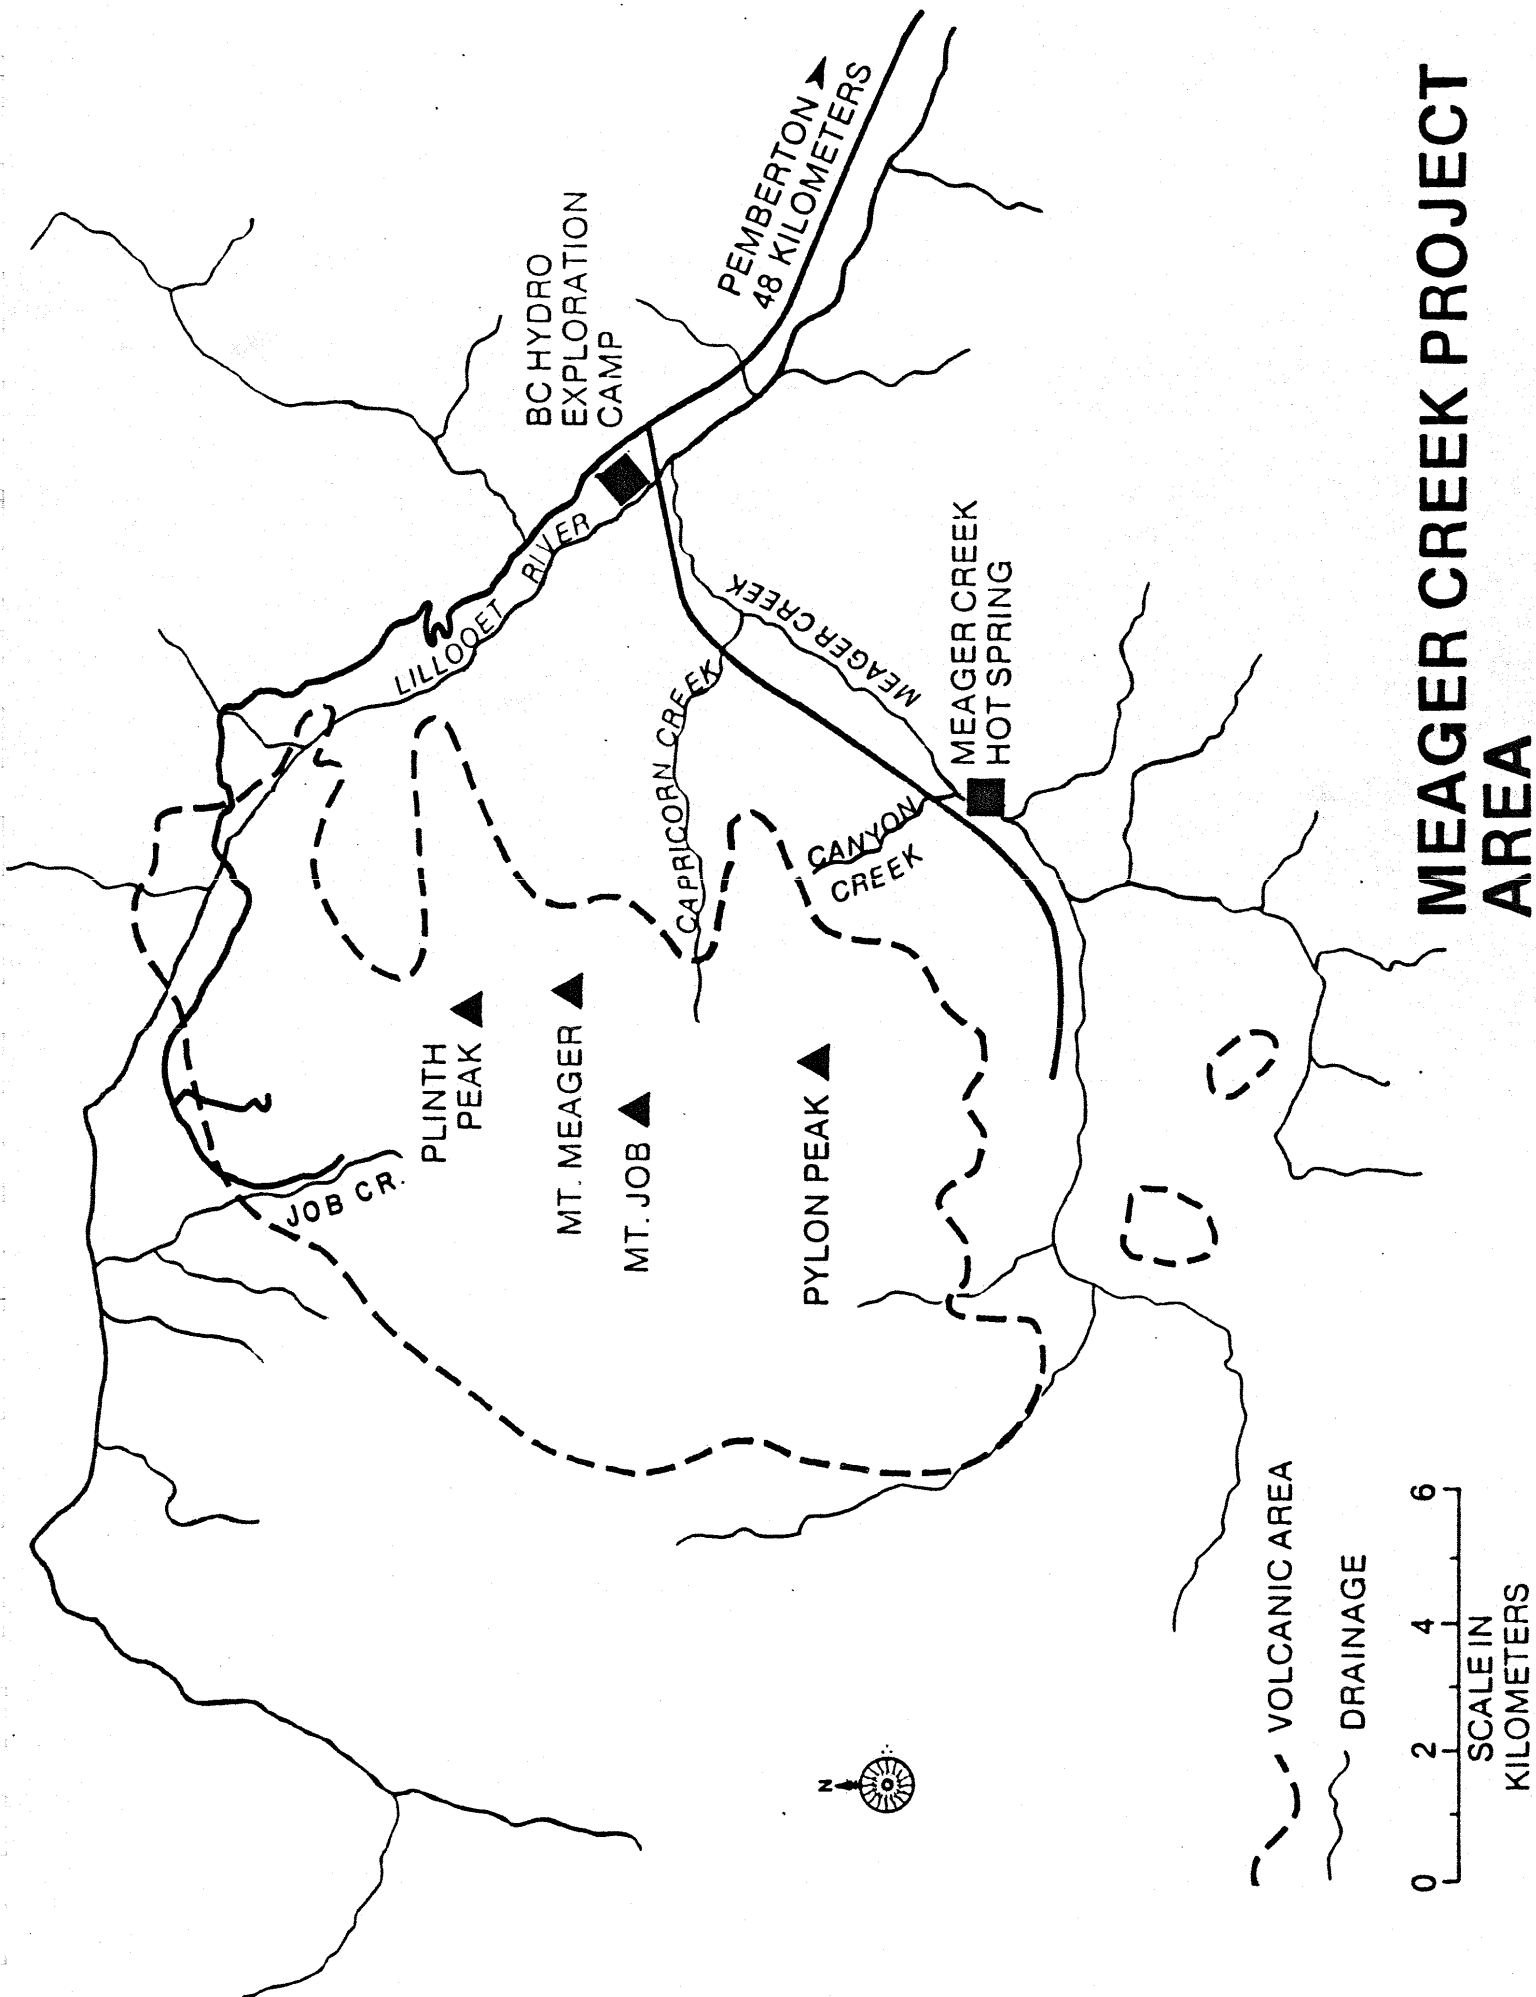 PEMBERTON
48 KILOMETERS
BC HYDRO
EXPLORATION
CAMP
LILLOOET RIVER
MEAGER CREEK
CAPRICORN CREEK
CANYON
CREEK
MEAGER CREEK
HOT SPRING
JOB CR.
PLINTH
PEAK
MT. MEAGER
MT. JOB
PYLON PEAK
N
VOLCANIC AREA
DRAINAGE
0 2 4 6
SCALE IN
KILOMETERS
MEAGER CREEK PROJECT
AREA